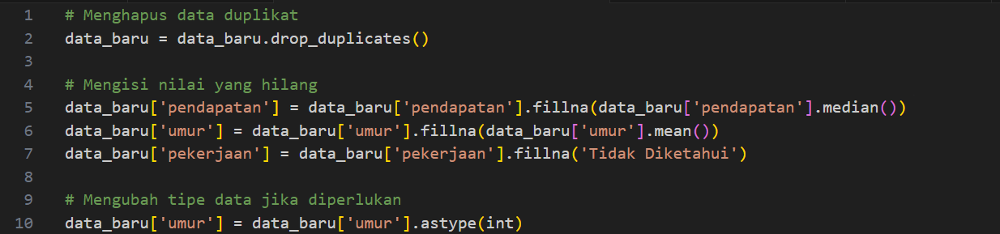 1 # Menghapus data duplikat
2 data_baru = data_baru.drop_duplicates()
3
4 # Mengisi nilai yang hilang
5 data_baru['pendapatan'] = data_baru['pendapatan'].fillna(data_baru['pendapatan'].median())
6 data_baru['umur'] = data_baru['umur'].fillna(data_baru['umur'].mean())
7 data_baru['pekerjaan'] = data_baru['pekerjaan'].fillna('Tidak Diketahui')
8
9 # Mengubah tipe data jika diperlukan
10 data_baru['umur'] = data_baru['umur'].astype(int)